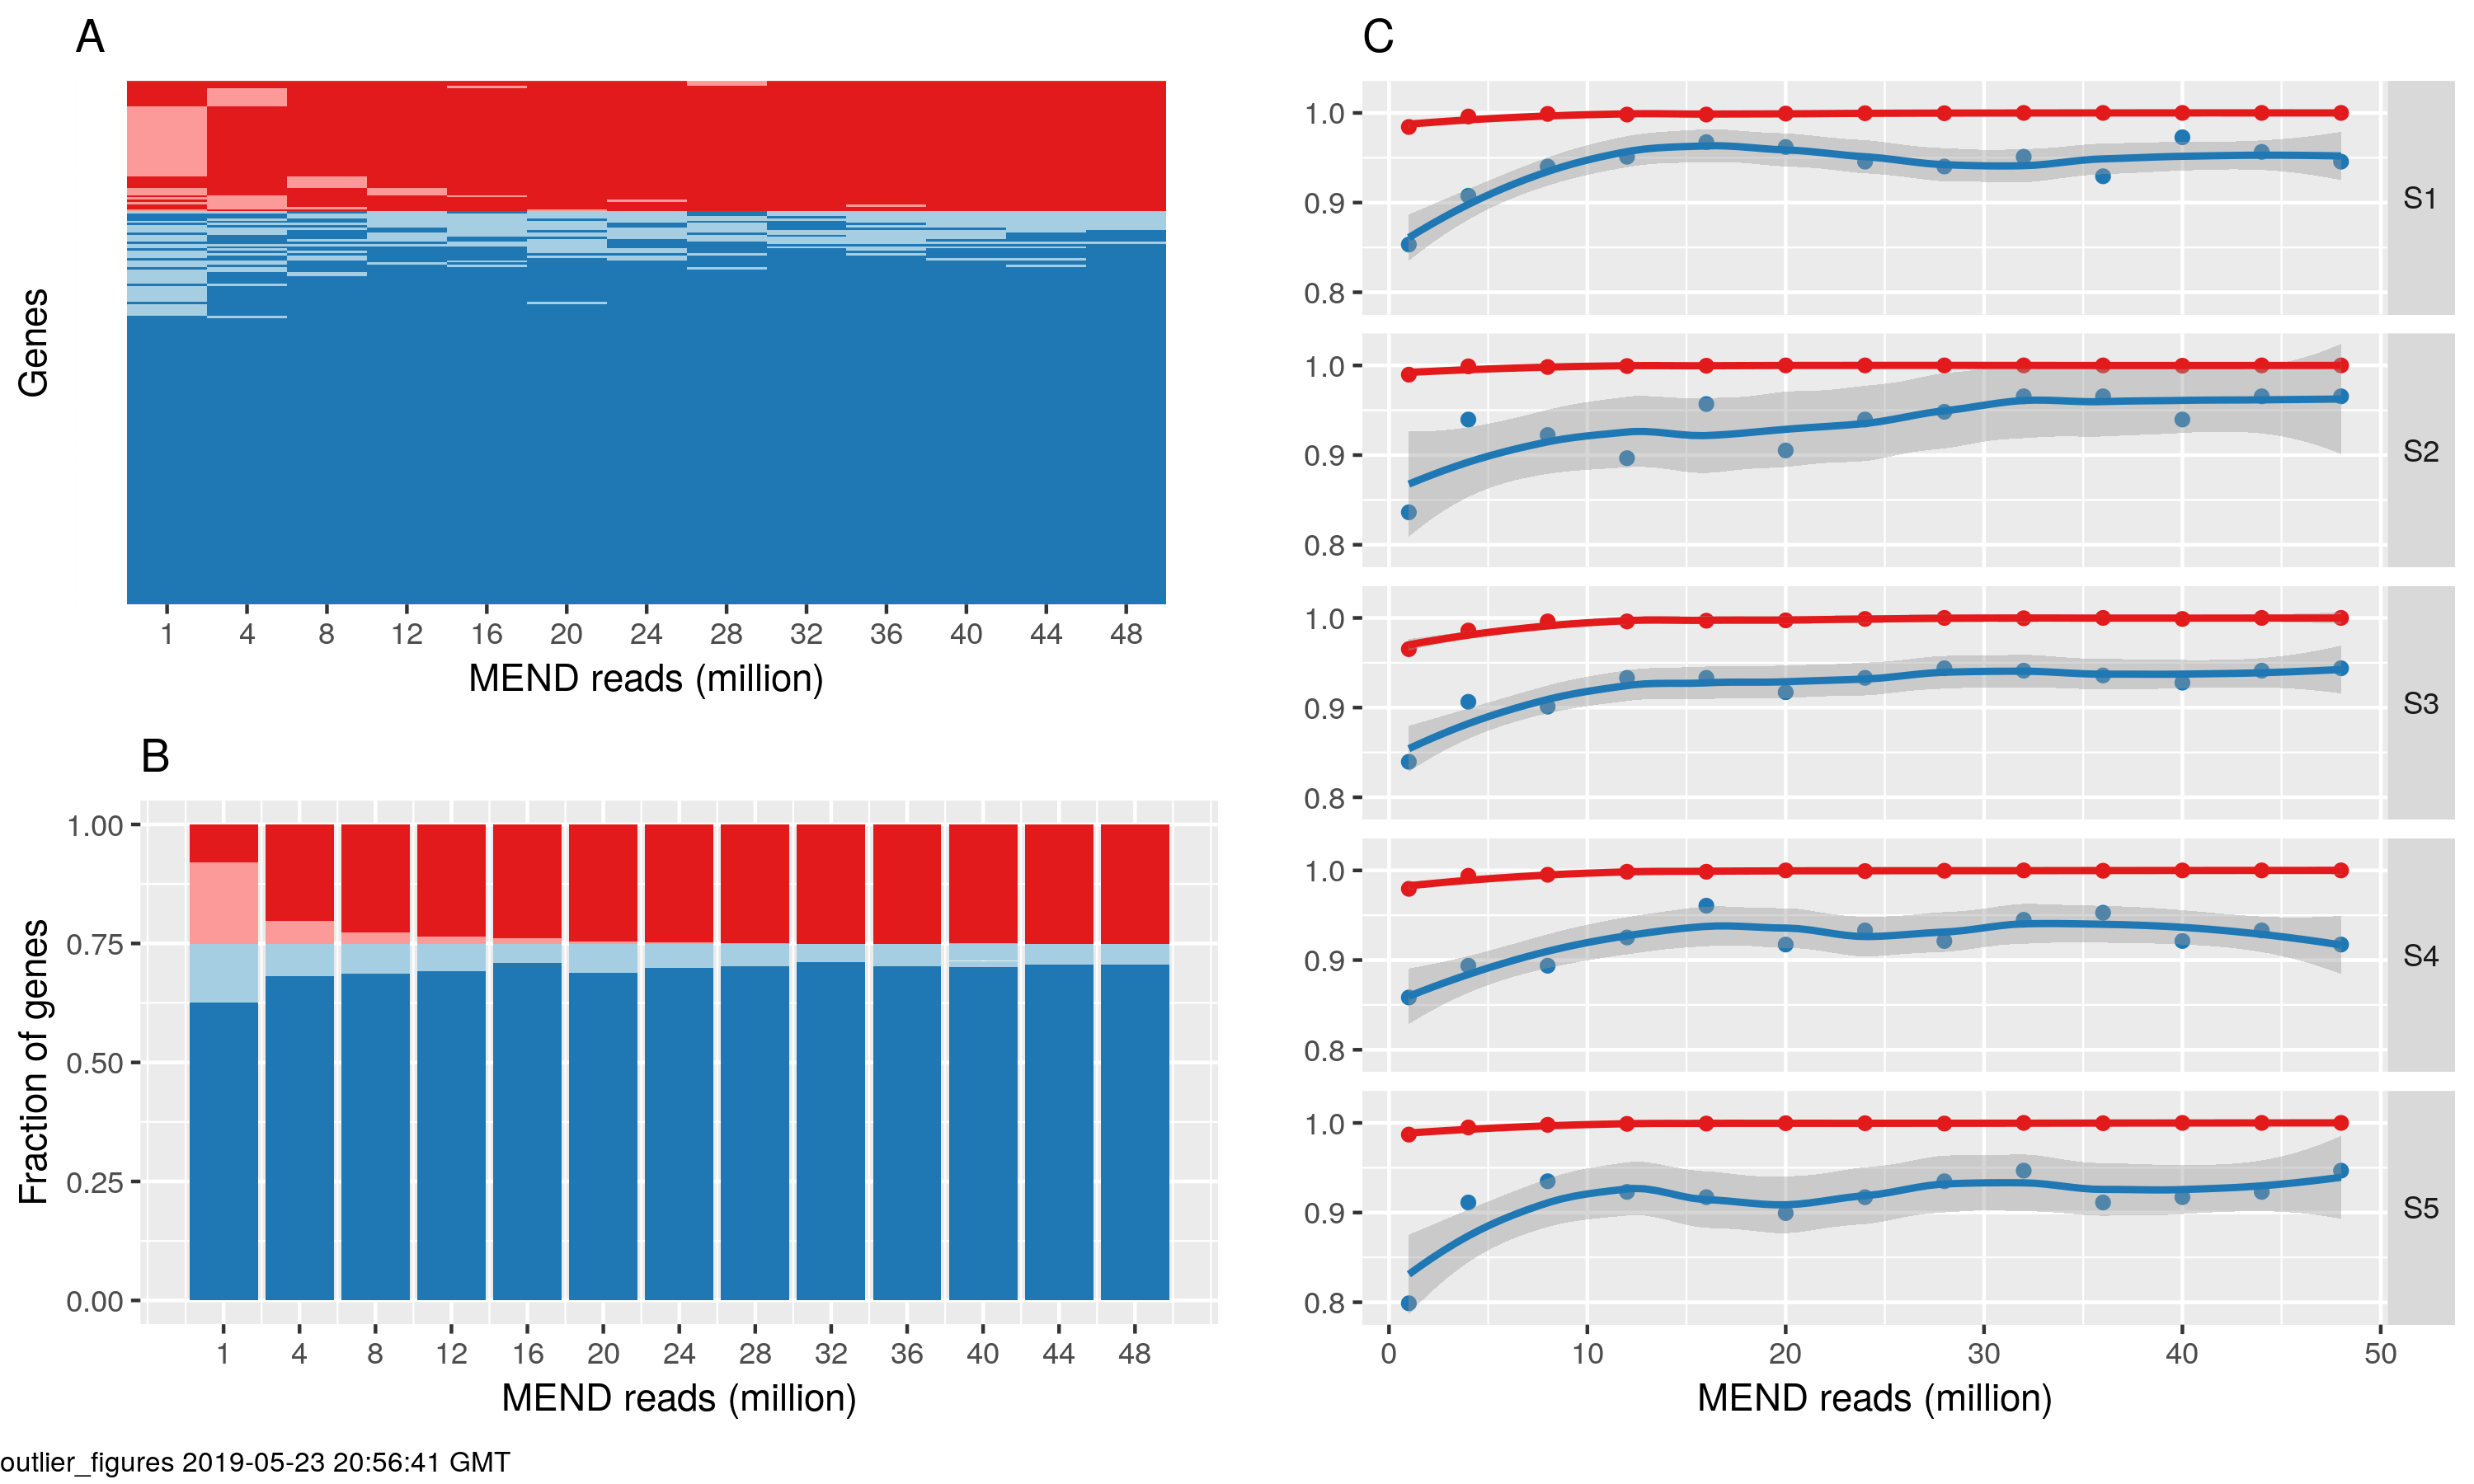 A
Genes
1 4 8 12 16 20 24 28 32 36 40 44 48
MEND reads (million)
B
1.00
0.75
0.50
0.25
0.00
Fraction of genes
1 4 8 12 16 20 24 28 32 36 40 44 48
MEND reads (million)
C
1.0
0.9
0.8
S1
1.0
0.9
0.8
S2
1.0
0.9
0.8
S3
1.0
0.9
0.8
S4
1.0
0.9
0.8
S5
0 10 20 30 40 50
MEND reads (million)
outlier_figures 2019-05-23 20:56:41 GMT